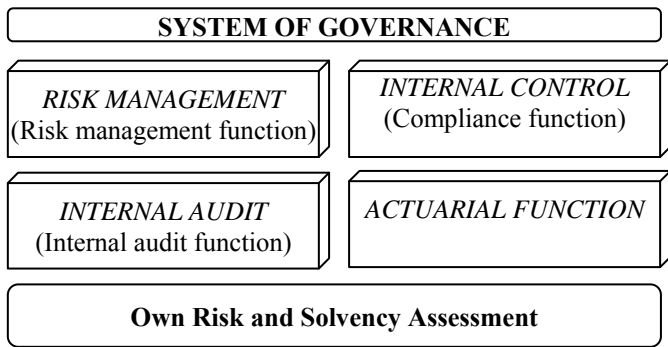 SYSTEM OF GOVERNANCE
RISK MANAGEMENT
(Risk management function)
INTERNAL CONTROL
(Compliance function)
INTERNAL AUDIT
(Internal audit function)
ACTUARIAL FUNCTION
Own Risk and Solvency Assessment